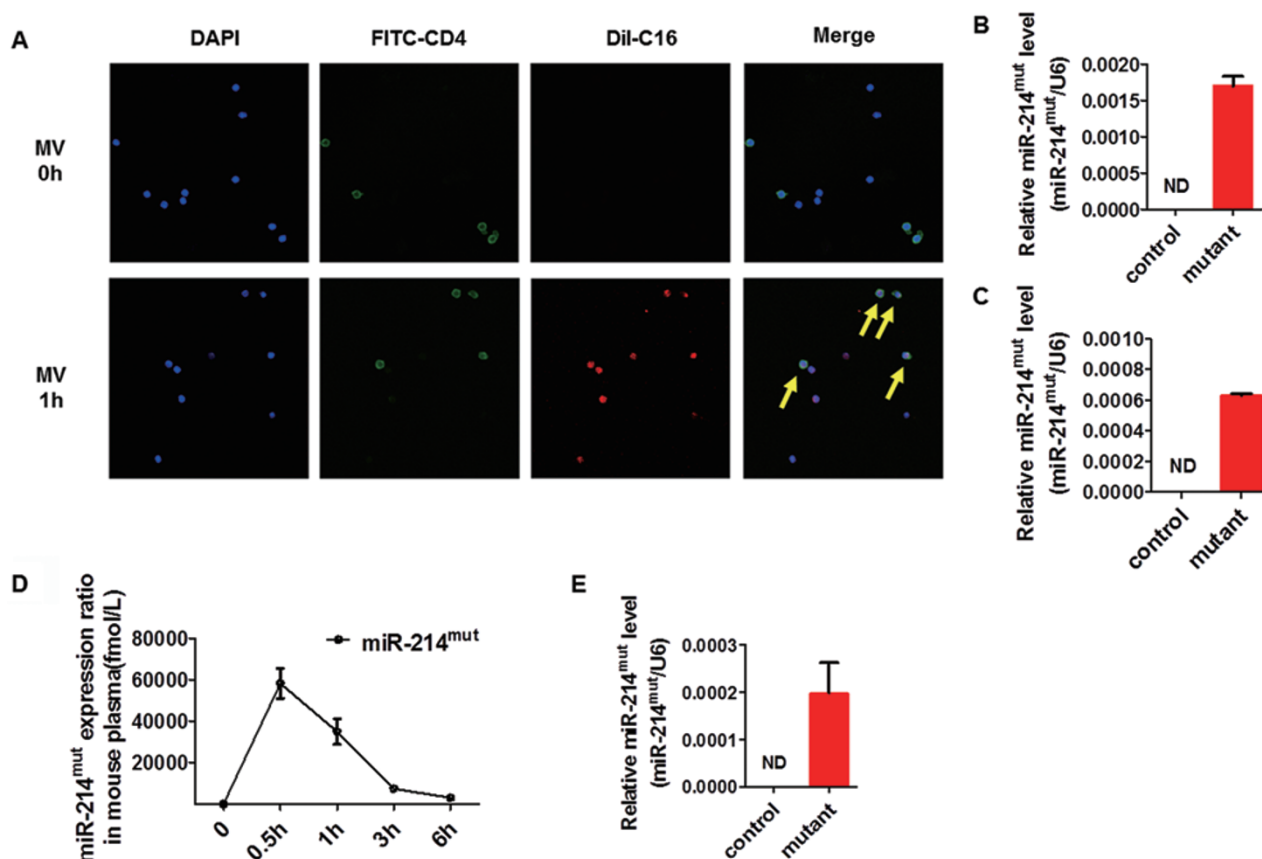 A
DAPI
FITC-CD4
DiI-C16
Merge
MV
0h
MV
1h
B
Relative miR-214mut level
(miR-214mut/U6)
0.0020
0.0015
0.0010
0.0005
0.0000
ND
control
mutant
C
Relative miR-214mut level
(miR-214mut/U6)
0.0010
0.0008
0.0006
0.0004
0.0002
0.0000
ND
control
mutant
D
miR-214mut expression ratio
in mouse plasma(fmol/L)
80000
60000
40000
20000
miR-214mut
0
0.5h
1h
3h
6h
E
Relative miR-214mut level
(miR-214mut/U6)
0.0003
0.0002
0.0001
0.0000
ND
control
mutant